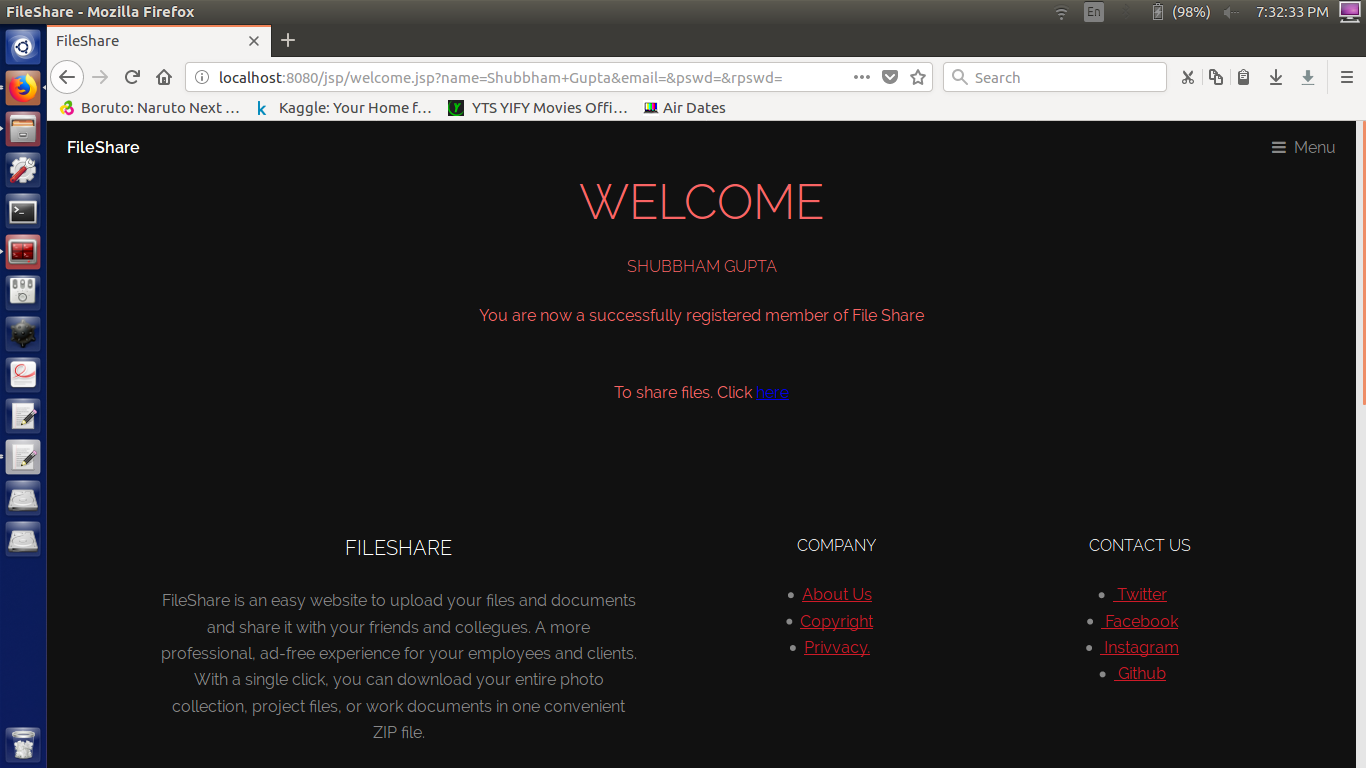 FileShare - Mozilla Firefox
En
(98%)
7:32:33 PM
FileShare
localhost:8080/jsp/welcome.jsp?name=Shubbham+Gupta&email=&pswd=&rpswd=
Search
Boruto: Naruto Next ...
k Kaggle: Your Home f...
Y YTS YIFY Movies Offi...
Air Dates
FileShare
Menu
WELCOME
SHUBBHAM GUPTA
You are now a successfully registered member of File Share
To share files. Click here
FILESHARE
FileShare is an easy website to upload your files and documents
and share it with your friends and collegues. A more
professional, ad-free experience for your employees and clients.
With a single click, you can download your entire photo
collection, project files, or work documents in one convenient
ZIP file.
COMPANY
About Us
Copyright
Privvacy.
CONTACT US
Twitter
Facebook
Instagram
Github